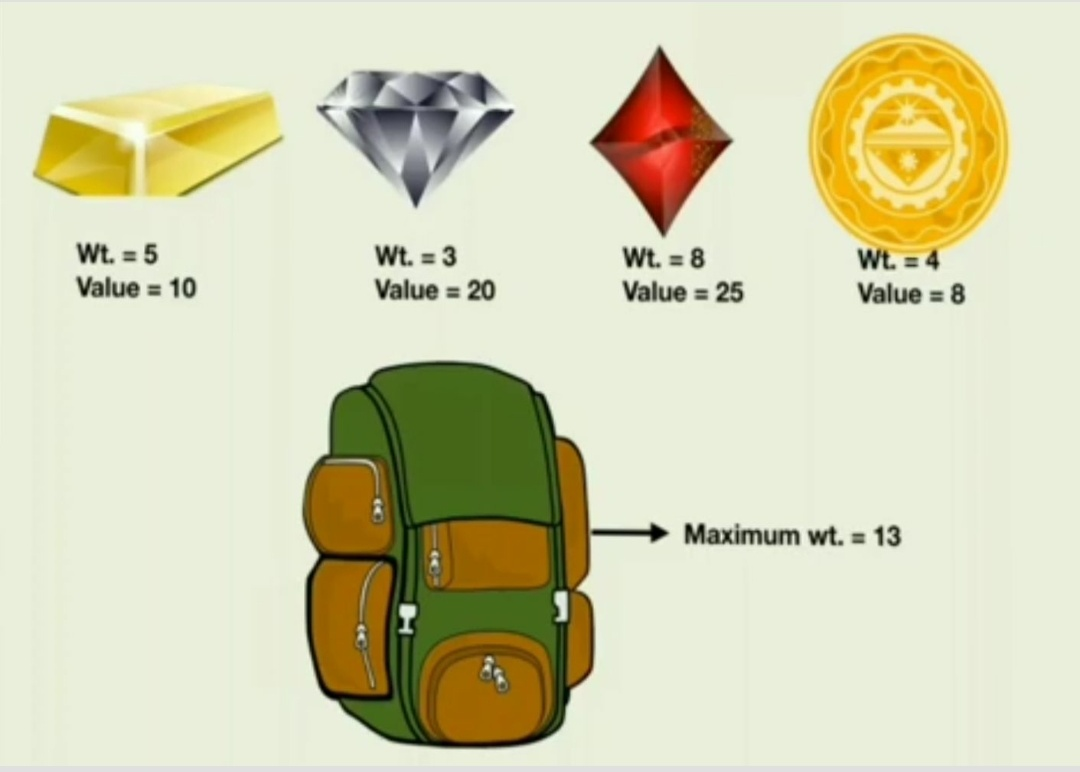 Wt. = 5
Value = 10
Wt. = 3
Value = 20
Wt. = 8
Value = 25
Wt. = 4
Value = 8
Maximum wt. = 13